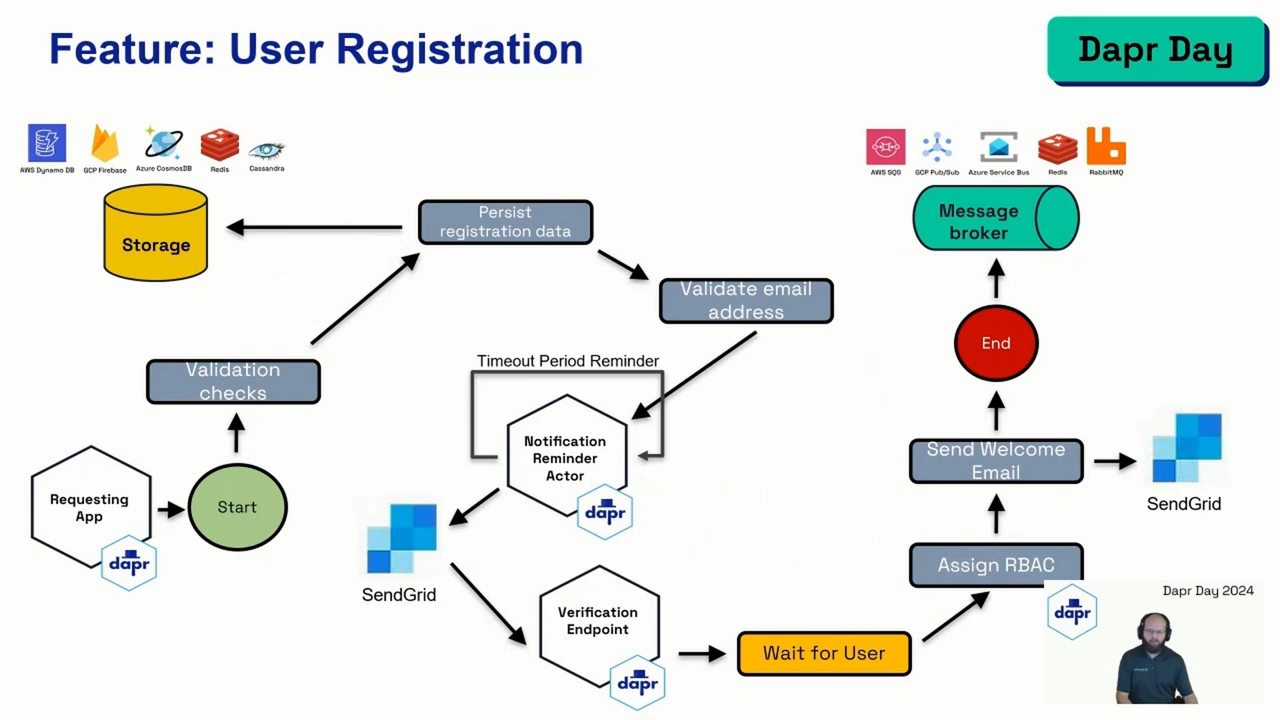 Feature: User Registration
Dapr Day
AWS Dynamo DB
GCP Firebase
Azure CosmosDB
Redis
Cassandra
AWS SQS
GCP Pub/Sub
Azure Service Bus
Redis
RabbitMQ
Storage
Persist
registration data
Message
broker
Validate email
address
End
Timeout Period Reminder
Validation
checks
Notification
Reminder
Actor
dapr
Send Welcome
Email
SendGrid
Requesting
App
dapr
Start
SendGrid
Assign RBAC
Verification
Endpoint
dapr
Wait for User
Dapr Day 2024
dapr